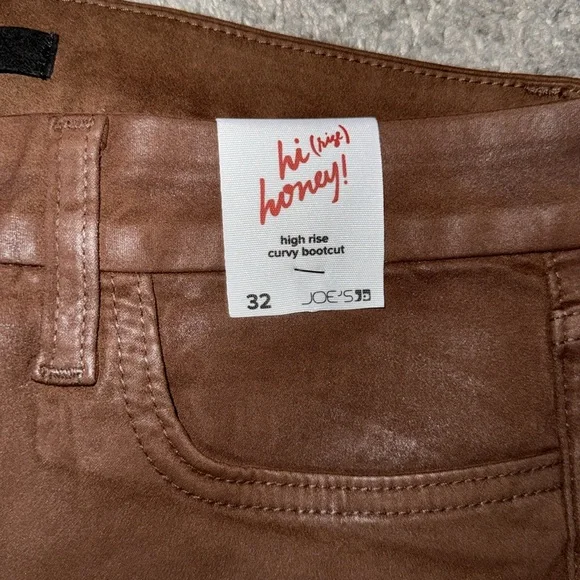 hi (rise)
honey!
high rise
curvy bootcut
32 JOE'S